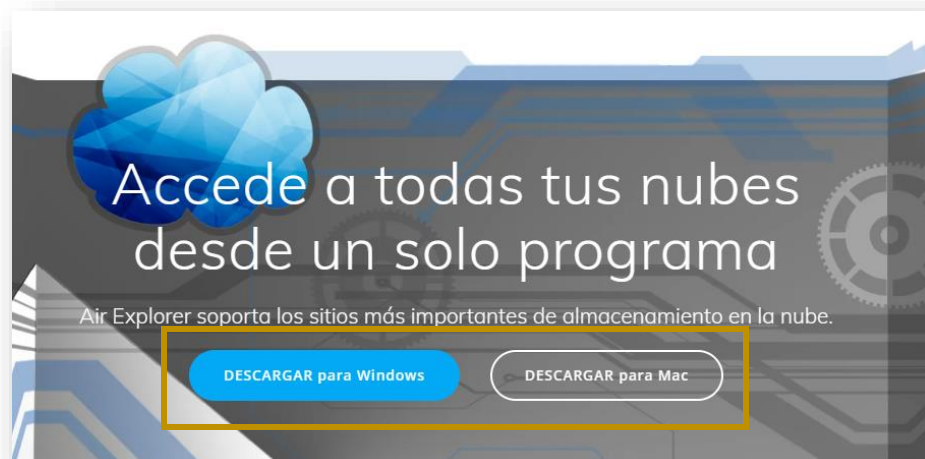 Accede a todas tus nubes
desde un solo programa
Air Explorer soporta los sitios más importantes de almacenamiento en la nube.
DESCARGAR para Windows
DESCARGAR para Mac